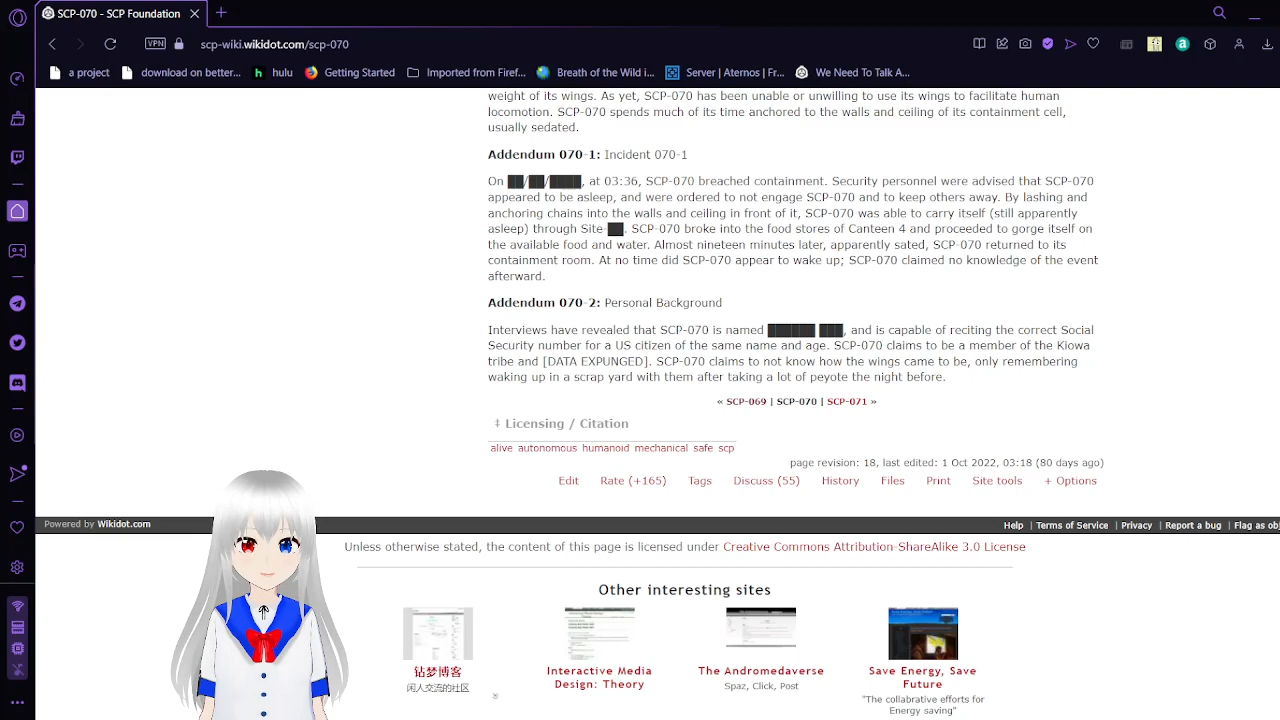 SCP-070 - SCP Foundation
VPN
scp-wiki.wikidot.com/scp-070
a project
download on better...
hulu
Getting Started
Imported from Firef...
Breath of the Wild i...
Server | Aternos | Fr...
We Need To Talk A...
weight of its wings. As yet, SCP-070 has been unable or unwilling to use its wings to facilitate human
locomotion. SCP-070 spends much of its time anchored to the walls and ceiling of its containment cell,
usually sedated.
Addendum 070-1: Incident 070-1
On ██/██/████, at 03:36, SCP-070 breached containment. Security personnel were advised that SCP-070
appeared to be asleep, and were ordered to not engage SCP-070 and to keep others away. By lashing and
anchoring chains into the walls and ceiling in front of it, SCP-070 was able to carry itself (still apparently
asleep) through Site-██. SCP-070 broke into the food stores of Canteen 4 and proceeded to gorge itself on
the available food and water. Almost nineteen minutes later, apparently sated, SCP-070 returned to its
containment room. At no time did SCP-070 appear to wake up; SCP-070 claimed no knowledge of the event
afterward.
Addendum 070-2: Personal Background
Interviews have revealed that SCP-070 is named ██████ ███, and is capable of reciting the correct Social
Security number for a US citizen of the same name and age. SCP-070 claims to be a member of the Kiowa
tribe and [DATA EXPUNGED]. SCP-070 claims to not know how the wings came to be, only remembering
waking up in a scrap yard with them after taking a lot of peyote the night before.
« SCP-069 | SCP-070 | SCP-071 »
‡ Licensing / Citation
alive autonomous humanoid mechanical safe scp
page revision: 18, last edited: 1 Oct 2022, 03:18 (80 days ago)
Edit Rate (+165) Tags Discuss (55) History Files Print Site tools + Options
Powered by Wikidot.com
Help | Terms of Service | Privacy | Report a bug | Flag as obj
Unless otherwise stated, the content of this page is licensed under Creative Commons Attribution-ShareAlike 3.0 License
Other interesting sites
钻梦博客
闲人交流的社区
Interactive Media
Design: Theory
The Andromedaverse
Spaz, Click, Post
Save Energy, Save
Future
"The collabrative efforts for
Energy saving"